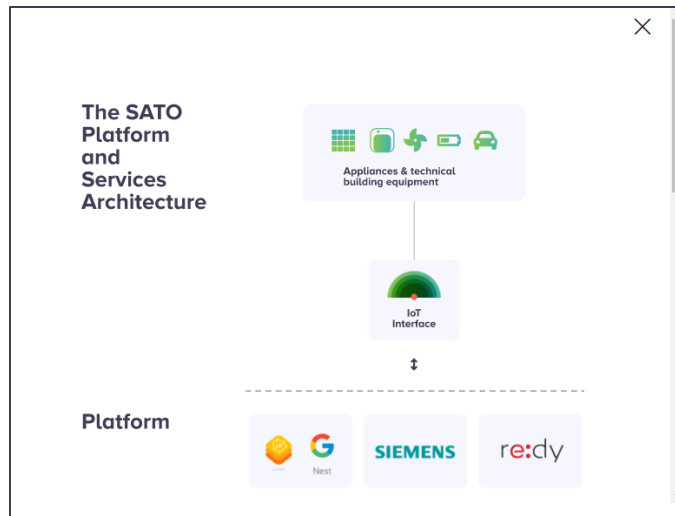 The SATO
Platform
and
Services
Architecture
Appliances & technical
building equipment
IoT
Interface
Platform
Nest
SIEMENS
re:dy